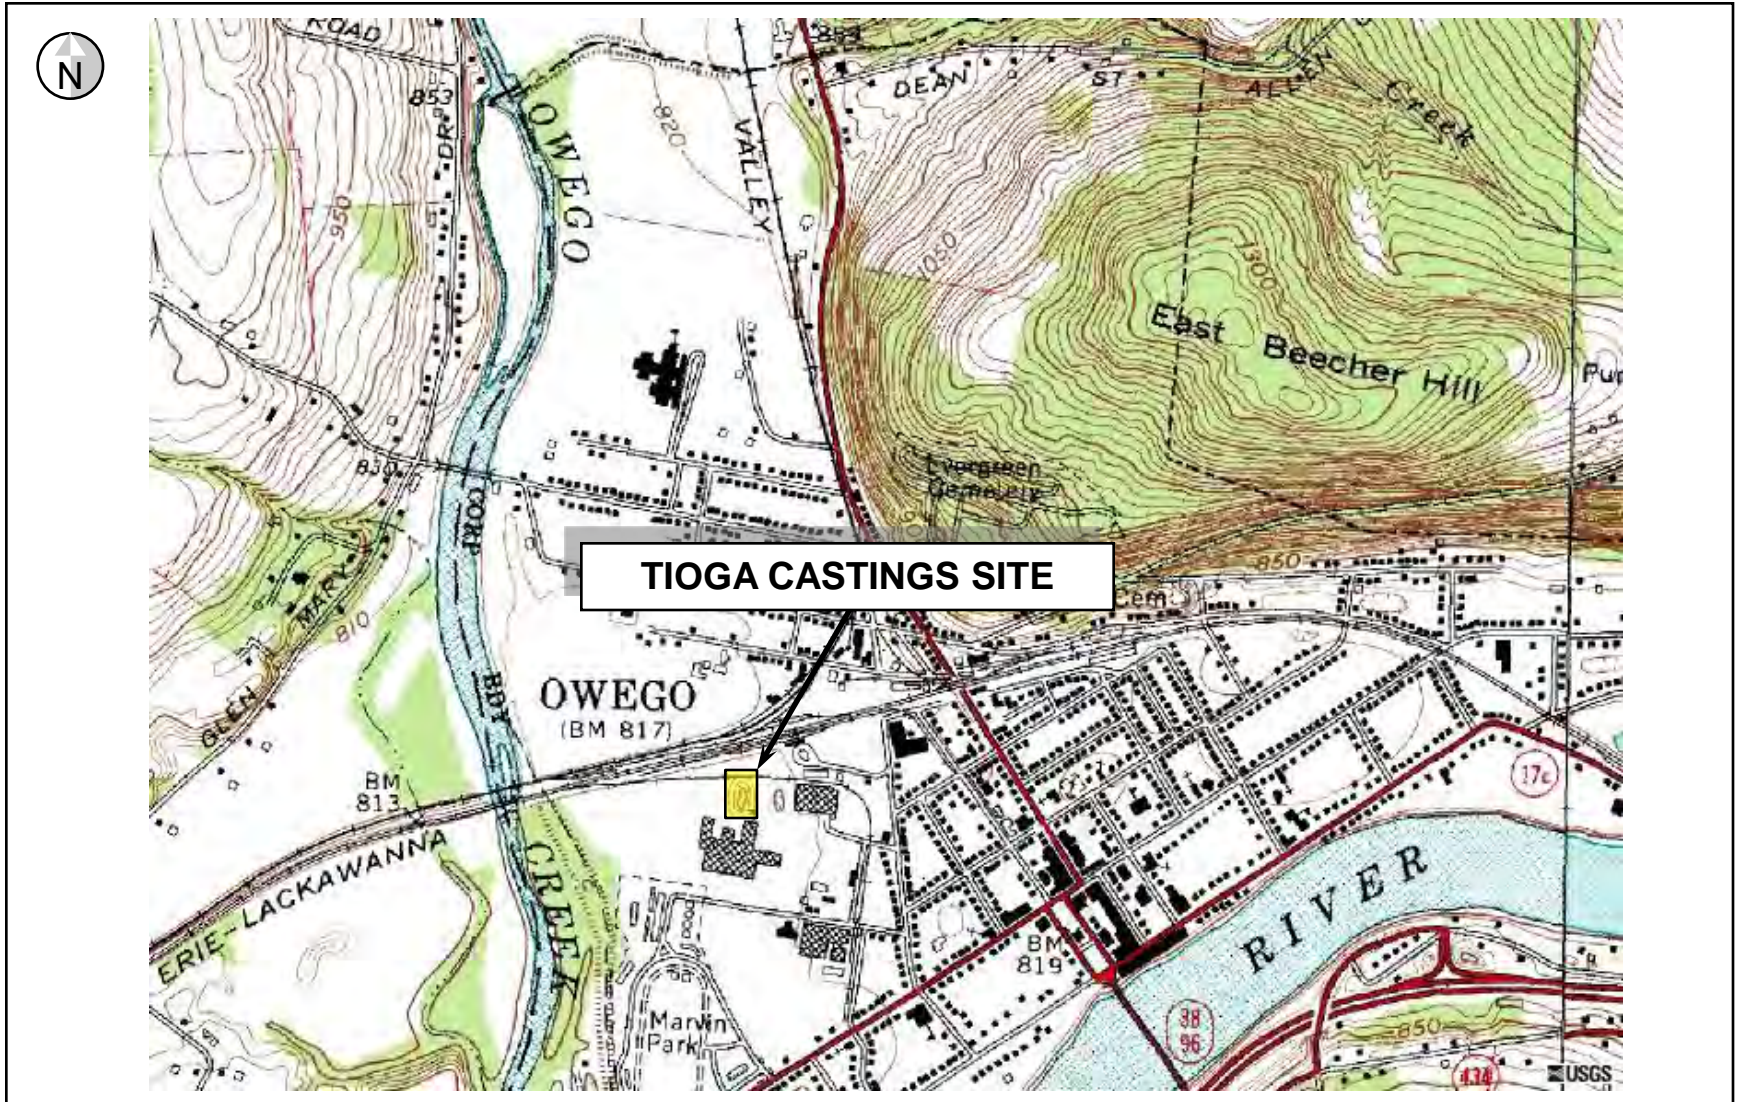 ROAD
853
N
DEAN
ST
ALLEN
Creek
853
DR
OWEGO
820
VALLEY
950
1050
1300
East Beecher Hill
830
CORP
Evergreen
Cemetery
850
TIOGA CASTINGS SITE
Cem
MARY
810
GLEN
BDY
OWEGO
(BM 817)
17c
BM
813
ERIE-LACKAWANNA
CREEK
RIVER
BM
819
Marvin
Park
38
96
850
434
USGS